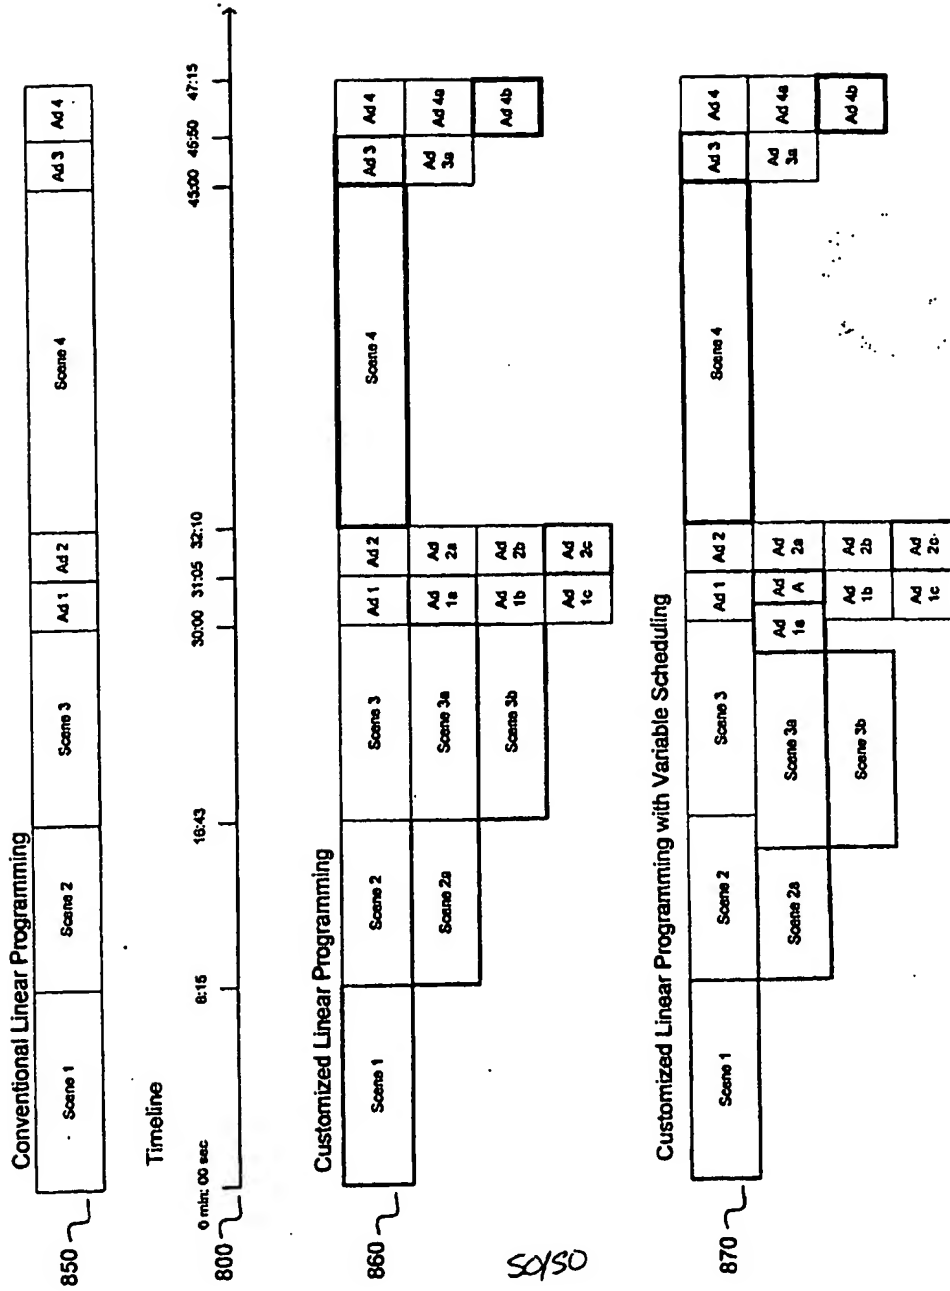 Conventional Linear Programming
850
Scene 1
Scene 2
Scene 3
Ad 1
Ad 2
Scene 4
Ad 3
Ad 4
Timeline
800
0 min: 00 sec
8:15
16:43
30:00
31:05
32:10
45:00
45:50
47:15
Customized Linear Programming
860
Scene 1
Scene 2
Scene 3
Ad 1
Ad 2
Scene 4
Ad 3
Ad 4
Scene 2a
Scene 3a
Ad
1a
Ad
2a
Ad
3a
Ad 4a
Scene 3b
Ad
1b
Ad
2b
Ad 4b
Ad
1c
Ad
2c
Customized Linear Programming with Variable Scheduling
870
Scene 1
Scene 2
Scene 3
Ad 1
Ad 2
Scene 4
Ad 3
Ad 4
Scene 2a
Scene 3a
Ad
1a
Ad
A
Ad
2a
Ad
3a
Ad 4a
Scene 3b
Ad
1b
Ad
2b
Ad 4b
Ad
1c
Ad
2c
50/50